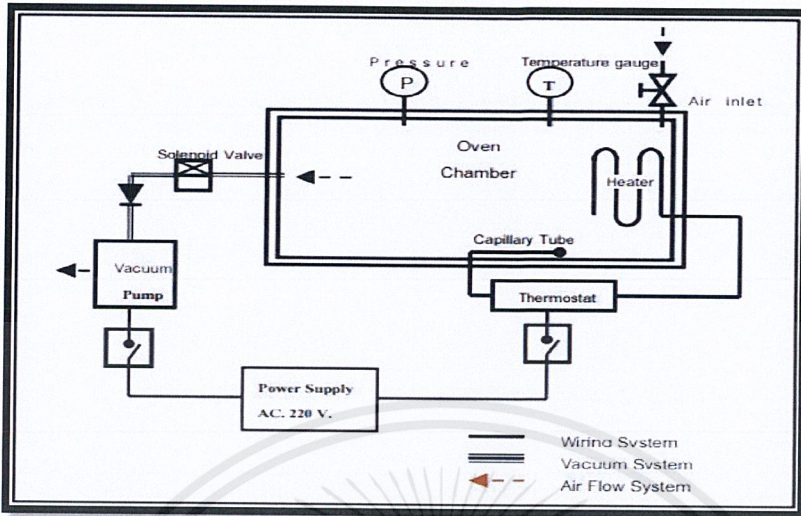 Pressure
Temperature gauge
P
T
Air inlet
Oven
Chamber
Solenoid Valve
Heater
Capillary Tube
Vacuum
Pump
Thermostat
Power Supply
AC. 220 V.
Wiring System
Vacuum System
Air Flow System